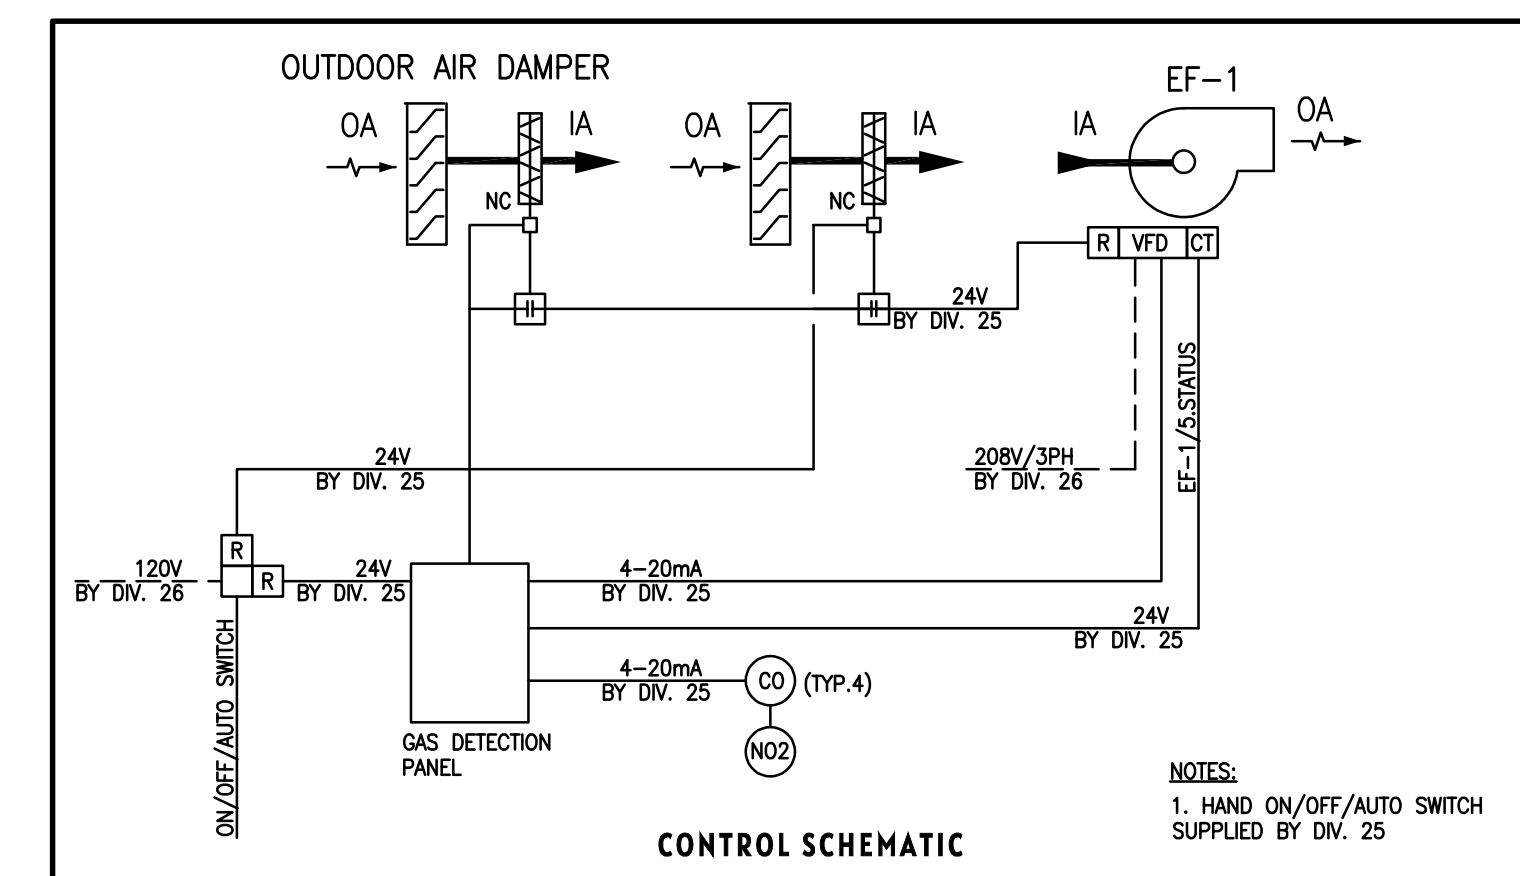 OUTDOOR AIR DAMPER
EF-1
OA
IA
OA
IA
IA
OA
NC
NC
R
VFD
CT
24V
BY DIV. 25
EF-1/5.STATUS
24V
BY DIV. 25
208V/3PH
BY DIV. 26
R
120V
BY DIV. 26
R
24V
BY DIV. 25
4-20mA
BY DIV. 25
24V
BY DIV. 25
ON/OFF/AUTO SWITCH
4-20mA
BY DIV. 25
CO
(TYP.4)
NO2
GAS DETECTION
PANEL
NOTES:
1. HAND ON/OFF/AUTO SWITCH
SUPPLIED BY DIV. 25
CONTROL SCHEMATIC